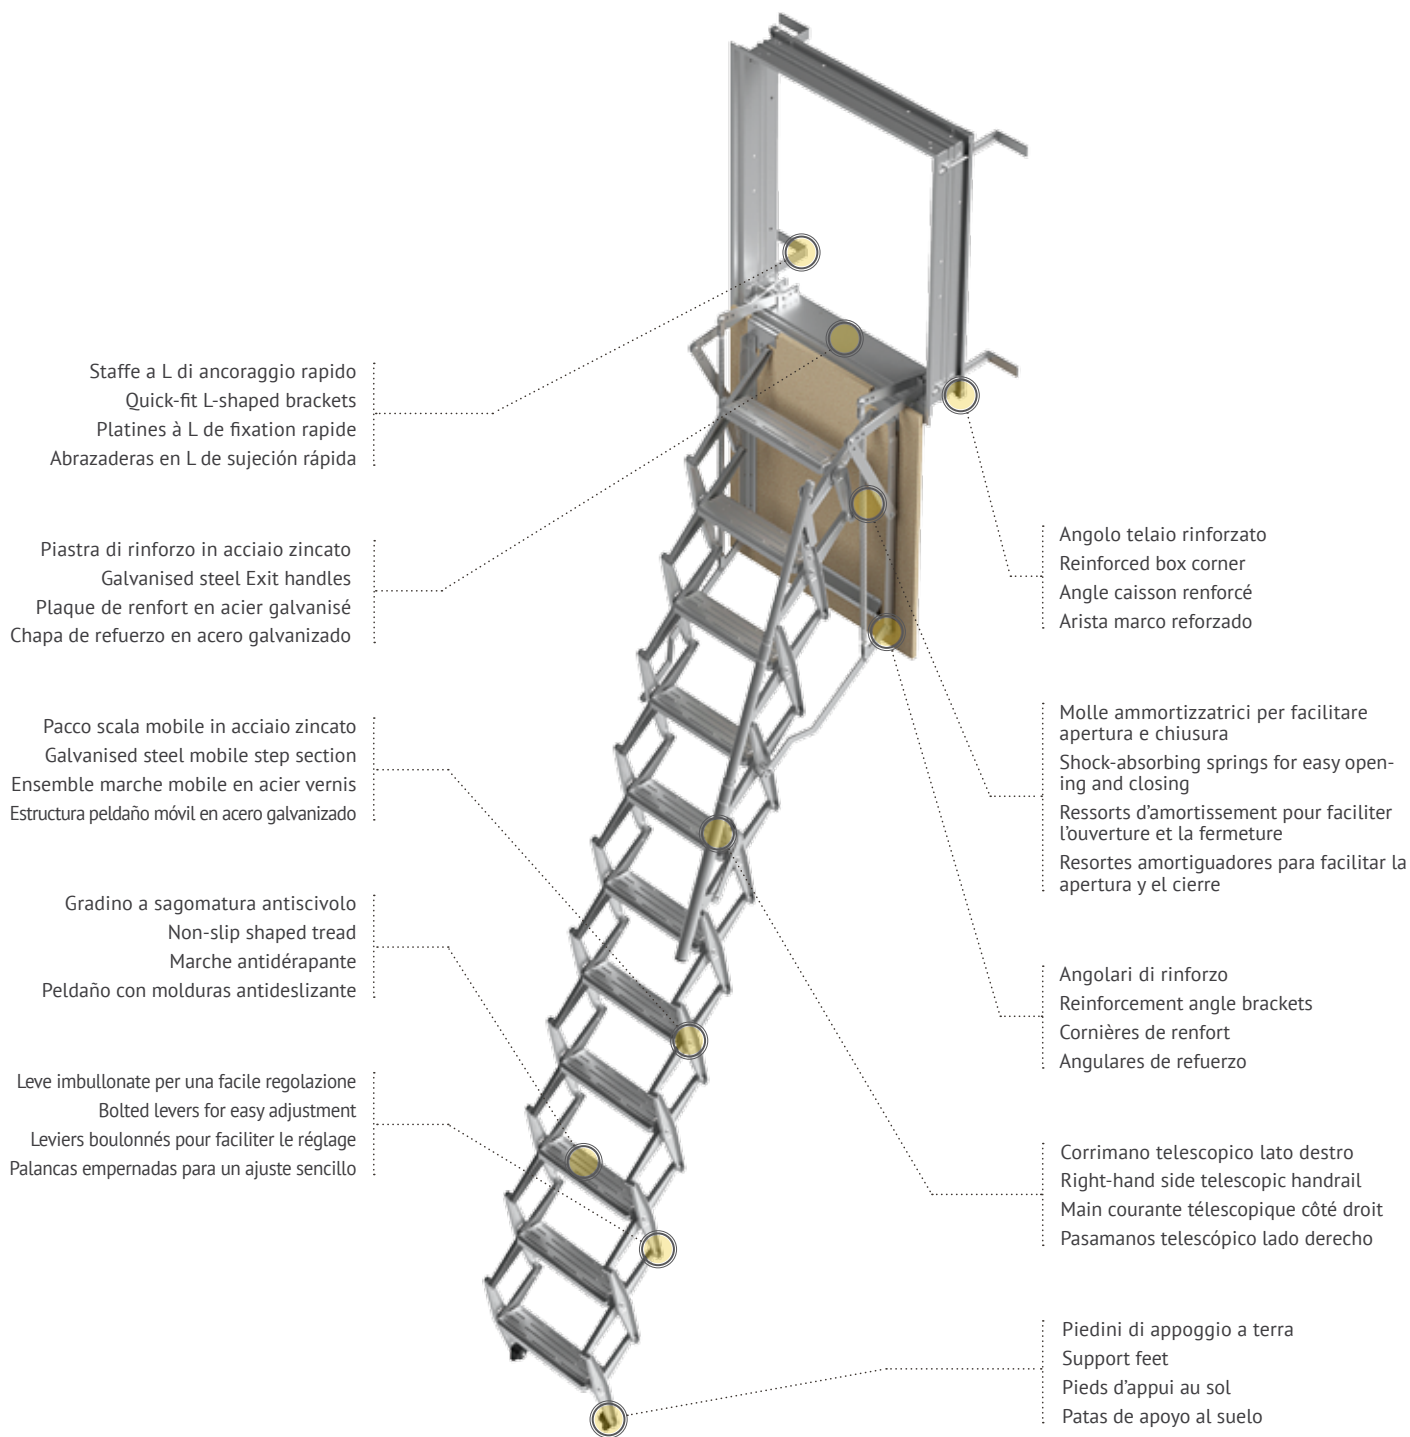 Staffe a L di ancoraggio rapido
Quick-fit L-shaped brackets
Platines à L de fixation rapide
Abrazaderas en L de sujeción rápida
Piastra di rinforzo in acciaio zincato
Galvanised steel Exit handles
Plaque de renfort en acier galvanisé
Chapa de refuerzo en acero galvanizado
Pacco scala mobile in acciaio zincato
Galvanised steel mobile step section
Ensemble marche mobile en acier vernis
Estructura peldaño móvil en acero galvanizado
Gradino a sagomatura antiscivolo
Non-slip shaped tread
Marche antidérapante
Peldaño con molduras antideslizante
Leve imbullonate per una facile regolazione
Bolted levers for easy adjustment
Leviers boulonnés pour faciliter le réglage
Palancas empernadas para un ajuste sencillo
Angolo telaio rinforzato
Reinforced box corner
Angle caisson renforcé
Arista marco reforzado
Molle ammortizzatrici per facilitare
apertura e chiusura
Shock-absorbing springs for easy open-
ing and closing
Ressorts d'amortissement pour faciliter
l'ouverture et la fermeture
Resortes amortiguadores para facilitar la
apertura y el cierre
Angolari di rinforzo
Reinforcement angle brackets
Cornières de renfort
Angulares de refuerzo
Corrimano telescopico lato destro
Right-hand side telescopic handrail
Main courante télescopique côté droit
Pasamanos telescópico lado derecho
Piedini di appoggio a terra
Support feet
Pieds d'appui au sol
Patas de apoyo al suelo